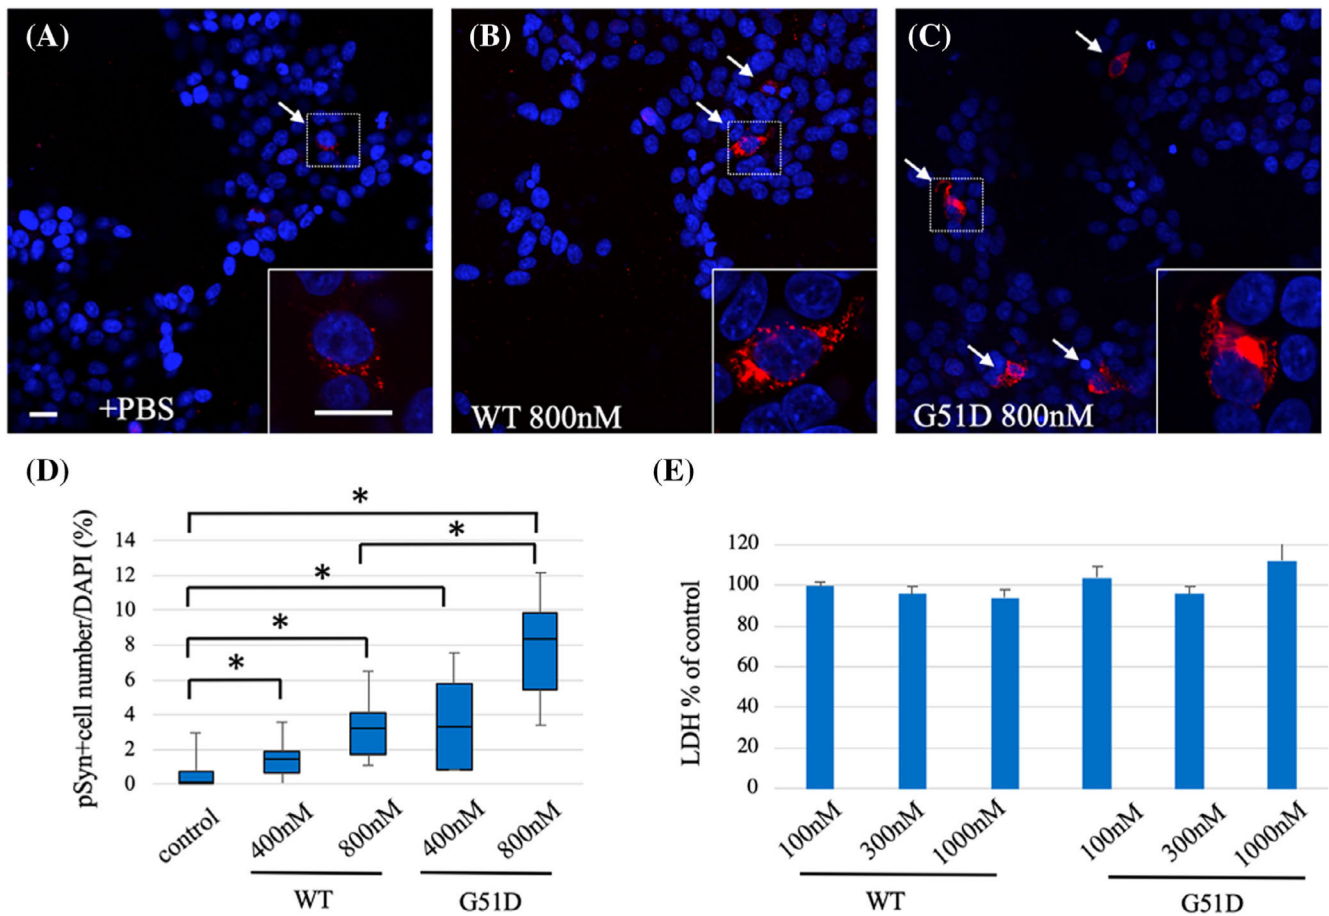 (A)
+PBS
(B)
WT 800nM
(C)
G51D 800nM
(D)
pSyn+cell number/DAPI (%)
14
12
10
8
6
4
2
0
*
*
*
*
*
control
400nM
800nM
400nM
800nM
WT
G51D
(E)
LDH % of control
120
100
80
60
40
20
0
100nM
300nM
1000nM
100nM
300nM
1000nM
WT
G51D